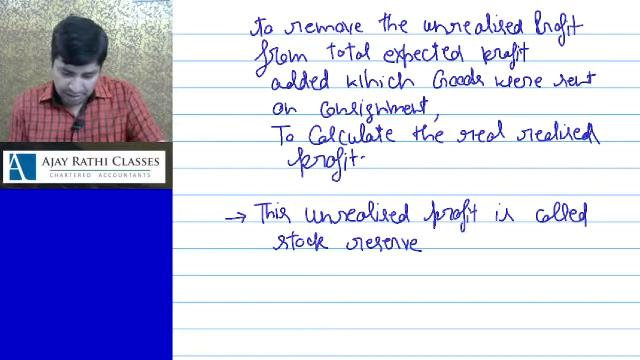 to remove the unrealised Profit
from total expected profit
added which Goods were sent
on consignment,
To Calculate the real realised
profit.
→ This unrealised profit is called
stock reserve
AJAY RATHI CLASSES
CHARTERED ACCOUNTANTS